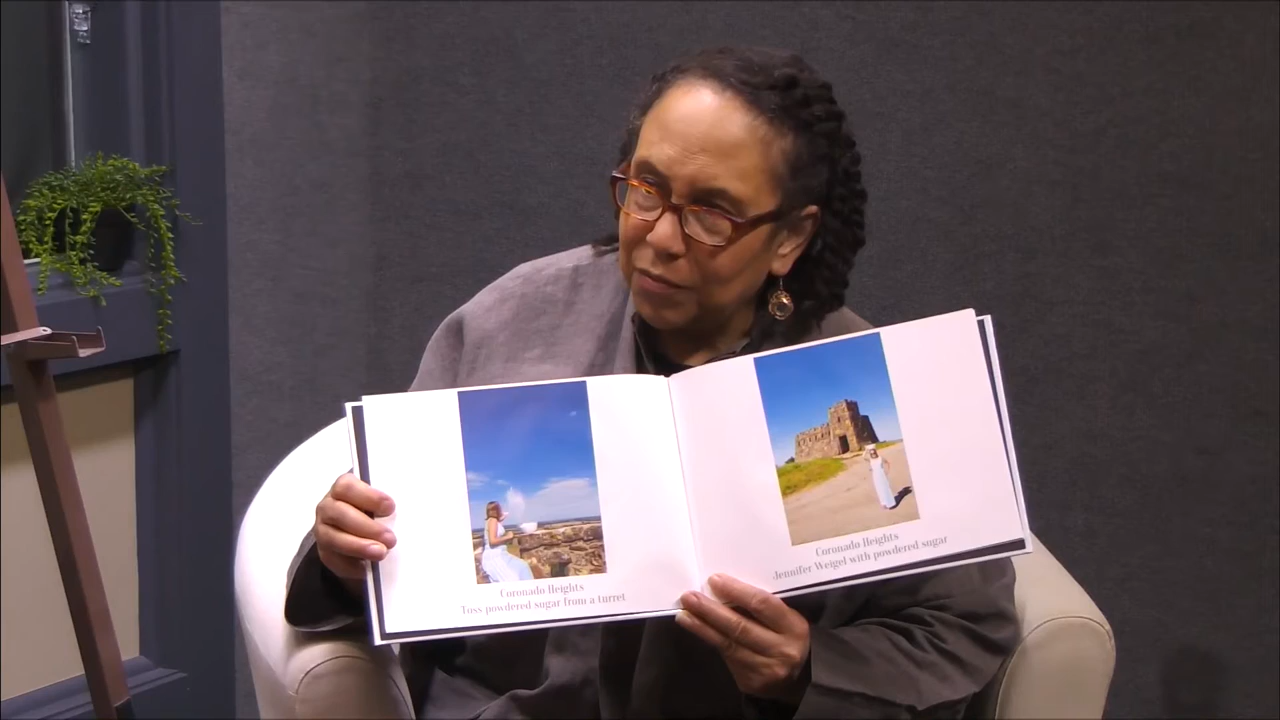 Coronado Heights
Toss powdered sugar from a turret
Coronado Heights
Jennifer Weigel with powdered sugar